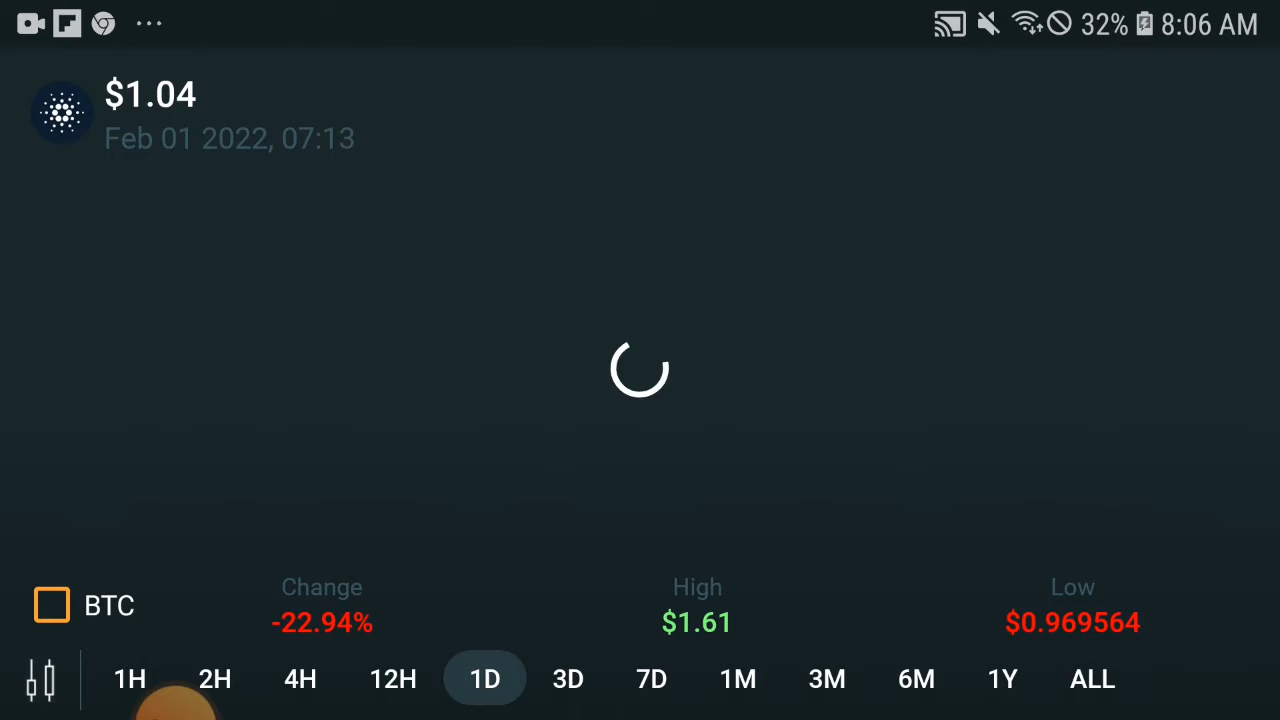 32% 8:06 AM
$1.04
Feb 01 2022, 07:13
BTC
Change
-22.94%
High
$1.61
Low
$0.969564
1H 2H 4H 12H 1D 3D 7D 1M 3M 6M 1Y ALL